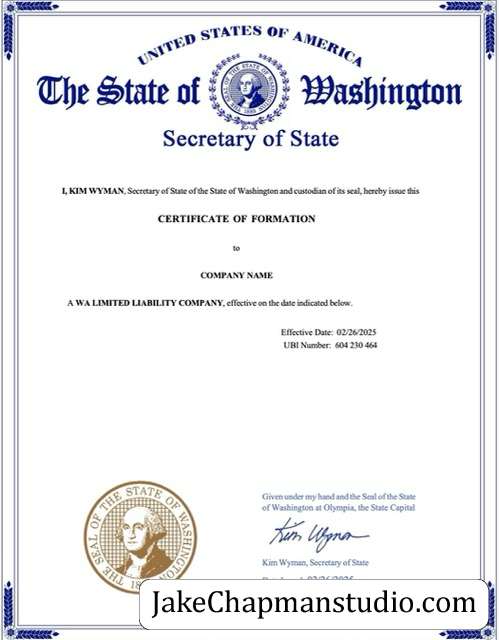 UNITED STATES OF AMERICA
The State of Washington
Secretary of State
I, KIM WYMAN, Secretary of State of the State of Washington and custodian of its seal, hereby issue this
CERTIFICATE OF FORMATION
to
COMPANY NAME
A WA LIMITED LIABILITY COMPANY, effective on the date indicated below.
Effective Date: 02/26/2025
UBI Number: 604 230 464
THE SEAL OF THE STATE OF WASHINGTON
Given under my hand and the Seal of the State
of Washington at Olympia, the State Capital
Kim Wyman
Kim Wyman, Secretary of State
02/26/2025
JakeChapmanstudio.com